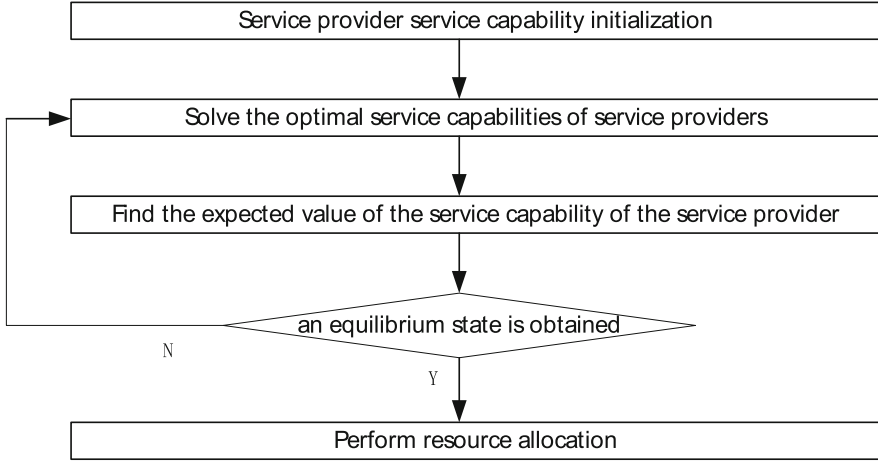 Service provider service capability initialization
Solve the optimal service capabilities of service providers
Find the expected value of the service capability of the service provider
an equilibrium state is obtained
N
Y
Perform resource allocation